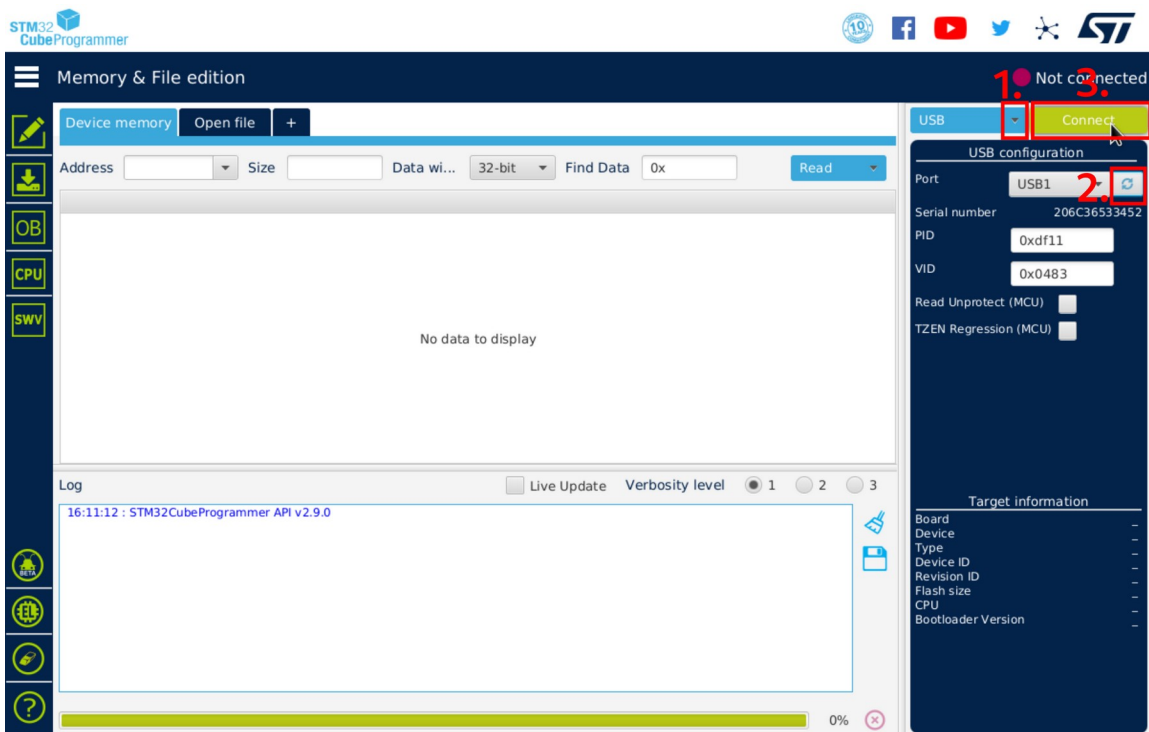 STM32
CubeProgrammer
10
Memory & File edition
1.
Not connected
3.
Device memory
Open file
+
USB
Connect
Address
Size
Data wi...
32-bit
Find Data
0x
Read
USB configuration
Port
USB1
2.
Serial number 206C36533452
PID
0xdf11
VID
0x0483
Read Unprotect (MCU)
TZEN Regression (MCU)
OB
CPU
SWV
No data to display
Log
Live Update
Verbosity level
1
2
3
16:11:12 : STM32CubeProgrammer API v2.9.0
Target information
Board _
Device _
Type _
Device ID _
Revision ID _
Flash size _
CPU _
Bootloader Version _
BETA
EL
?
0%